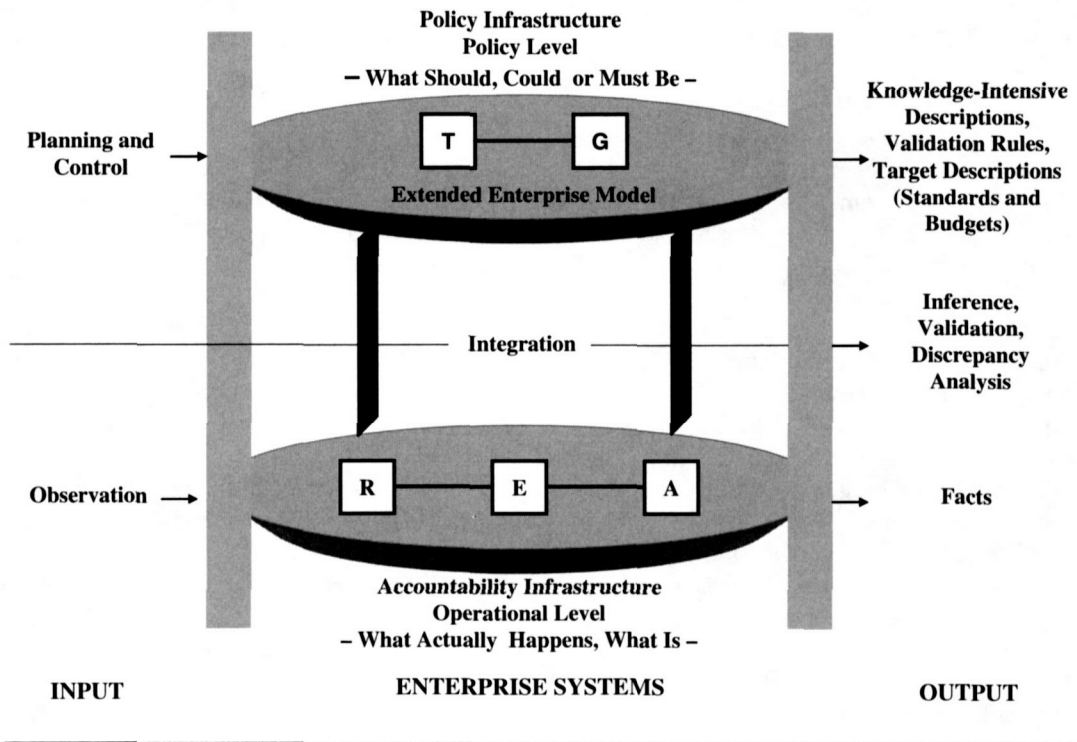 Policy Infrastructure
Policy Level
– What Should, Could or Must Be –
Planning and
Control
T
G
Extended Enterprise Model
Knowledge-Intensive
Descriptions,
Validation Rules,
Target Descriptions
(Standards and
Budgets)
Integration
Inference,
Validation,
Discrepancy
Analysis
Observation
R
E
A
Facts
Accountability Infrastructure
Operational Level
– What Actually Happens, What Is –
INPUT
ENTERPRISE SYSTEMS
OUTPUT